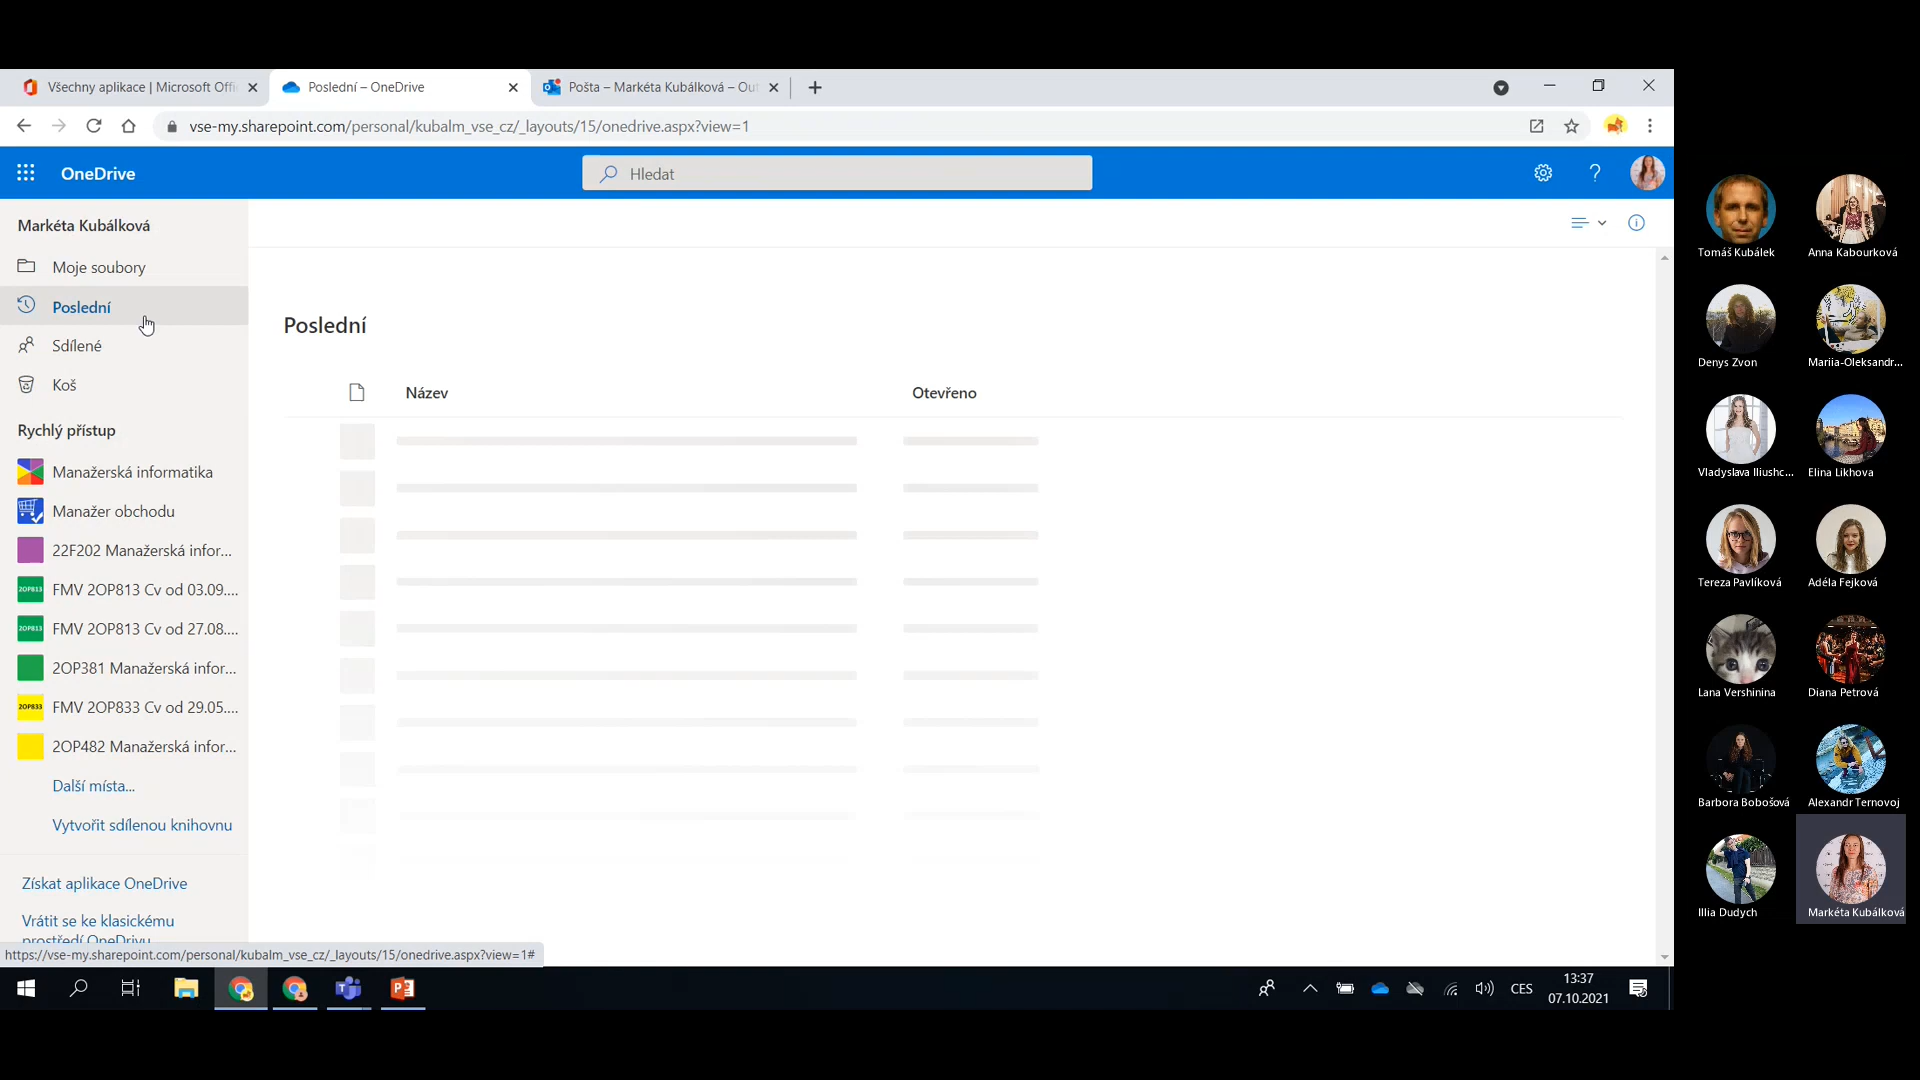 Všechny aplikace | Microsoft Offi
Poslední – OneDrive
Pošta – Markéta Kubálková – Out
vse-my.sharepoint.com/personal/kubalm_vse_cz/_layouts/15/onedrive.aspx?view=1
OneDrive
Hledat
Markéta Kubálková
Moje soubory
Poslední
Sdílené
Koš
Rychlý přístup
Manažerská informatika
Manažer obchodu
22F202 Manažerská infor...
2OP813 FMV 2OP813 Cv od 03.09....
2OP813 FMV 2OP813 Cv od 27.08....
2OP381 Manažerská infor...
2OP833 FMV 2OP833 Cv od 29.05....
2OP482 Manažerská infor...
Další místa...
Vytvořit sdílenou knihovnu
Získat aplikace OneDrive
Vrátit se ke klasickému
prostředí OneDrivu
https://vse-my.sharepoint.com/personal/kubalm_vse_cz/_layouts/15/onedrive.aspx?view=1#
Poslední
Název Otevřeno
CES
13:37
07.10.2021
Tomáš Kubálek
Anna Kabourková
Denys Zvon
Mariia-Oleksandr...
Vladyslava Iliushc...
Elina Likhova
Tereza Pavlíková
Adéla Fejková
Lana Vershinina
Diana Petrová
Barbora Bobošová
Alexandr Ternovoj
Illia Dudych
Markéta Kubálková